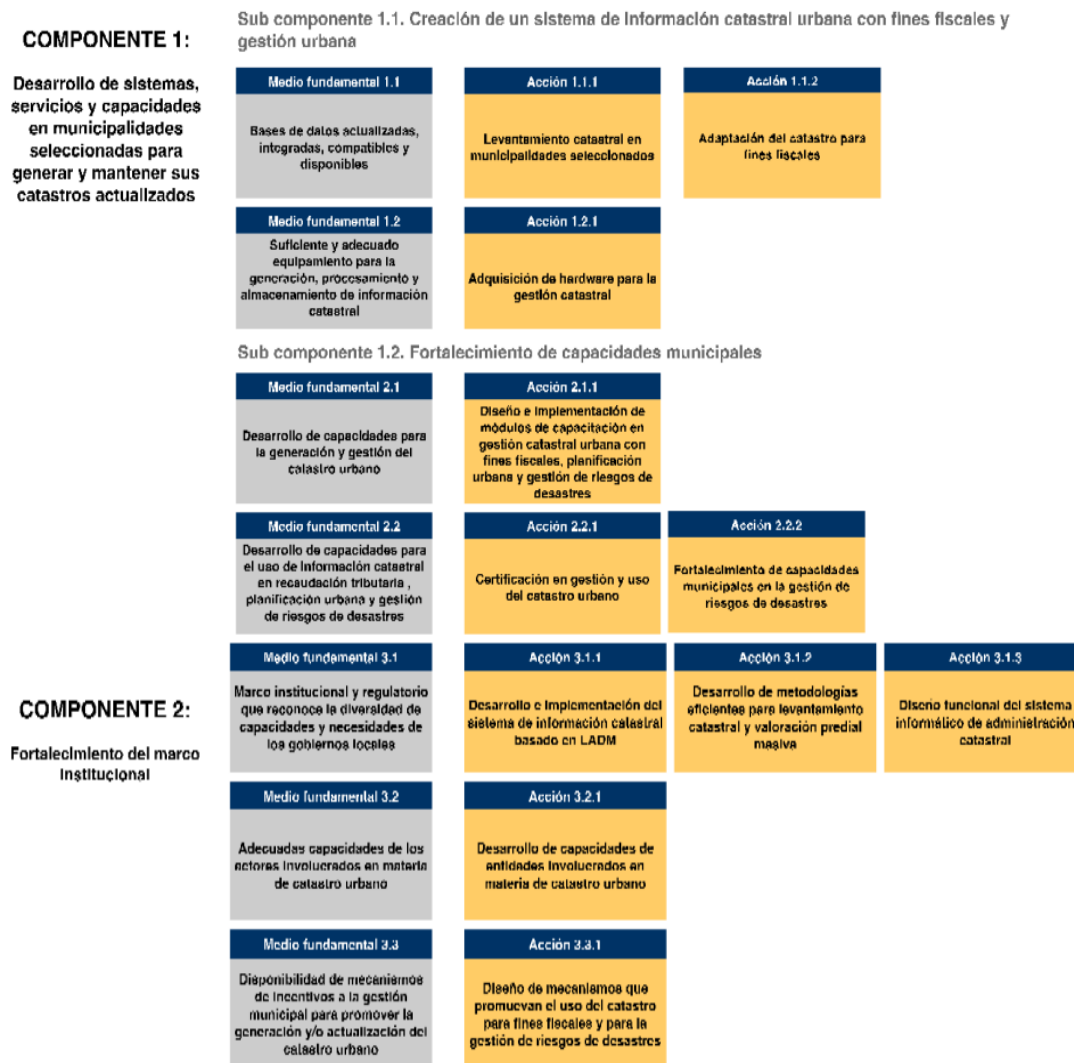 Sub componente 1.1. Creación de un sistema de información catastral urbana con fines fiscales y
gestión urbana
COMPONENTE 1:
Desarrollo de sistemas,
servicios y capacidades
en municipalidades
seleccionadas para
generar y mantener sus
catastros actualizados
Medio fundamental 1.1
Bases de datos actualizadas,
integradas, compatibles y
disponibles
Acción 1.1.1
Levantamiento catastral en
municipalidades seleccionados
Acción 1.1.2
Adaptación del catastro para
fines fiscales
Medio fundamental 1.2
Suficiente y adecuado
equipamiento para la
generación, procesamiento y
almacenamiento de información
catastral
Acción 1.2.1
Adquisición de hardware para la
gestión catastral
Sub componente 1.2. Fortalecimiento de capacidades municipales
Medio fundamental 2.1
Desarrollo de capacidades para
la generación y gestión del
catastro urbano
Acción 2.1.1
Diseño e implementación de
módulos de capacitación en
gestión catastral urbana con
fines fiscales, planificación
urbana y gestión de riesgos de
desastres
Medio fundamental 2.2
Desarrollo de capacidades para
el uso de información catastral
en recaudación tributaria ,
planificación urbana y gestión
de riesgos de desastres
Acción 2.2.1
Certificación en gestión y uso
del catastro urbano
Acción 2.2.2
Fortalecimiento de capacidades
municipales en la gestión de
riesgos de desastres
COMPONENTE 2:
Fortalecimiento del marco
institucional
Medio fundamental 3.1
Marco institucional y regulatorio
que reconoce la diversidad de
capacidades y necesidades de
los gobiernos locales
Acción 3.1.1
Desarrollo e implementación del
sistema de información catastral
basado en LADM
Acción 3.1.2
Desarrollo de metodologías
eficientes para levantamiento
catastral y valoración predial
masiva
Acción 3.1.3
Diseño funcional del sistema
informático de administración
catastral
Medio fundamental 3.2
Adecuadas capacidades de los
actores involucrados en materia
de catastro urbano
Acción 3.2.1
Desarrollo de capacidades de
entidades involucrados en
materia de catastro urbano
Medio fundamental 3.3
Disponibilidad de mecanismos
de incentivos a la gestión
municipal para promover la
generación y/o actualización del
catastro urbano
Acción 3.3.1
Diseño de mecanismos que
promuevan el uso del catastro
para fines fiscales y para la
gestión de riesgos de desastres